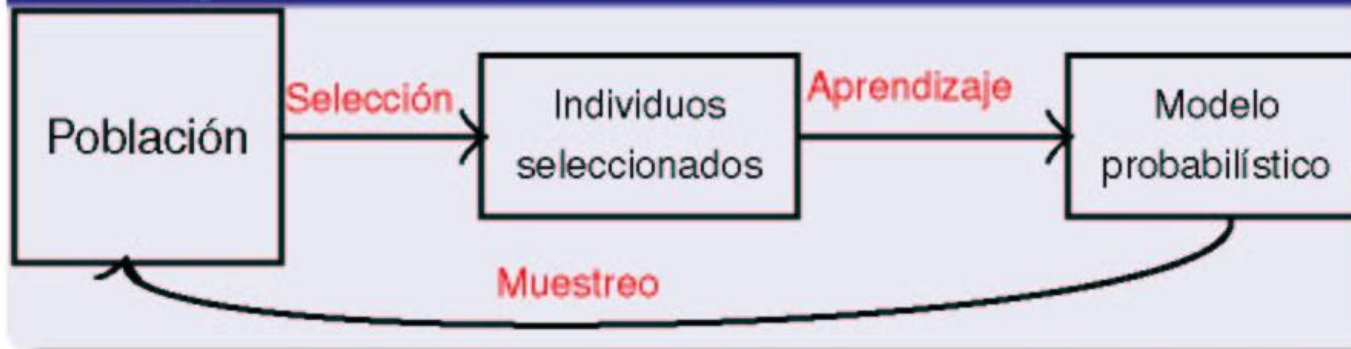 Población
Selección
Individuos
seleccionados
Aprendizaje
Modelo
probabilístico
Muestreo